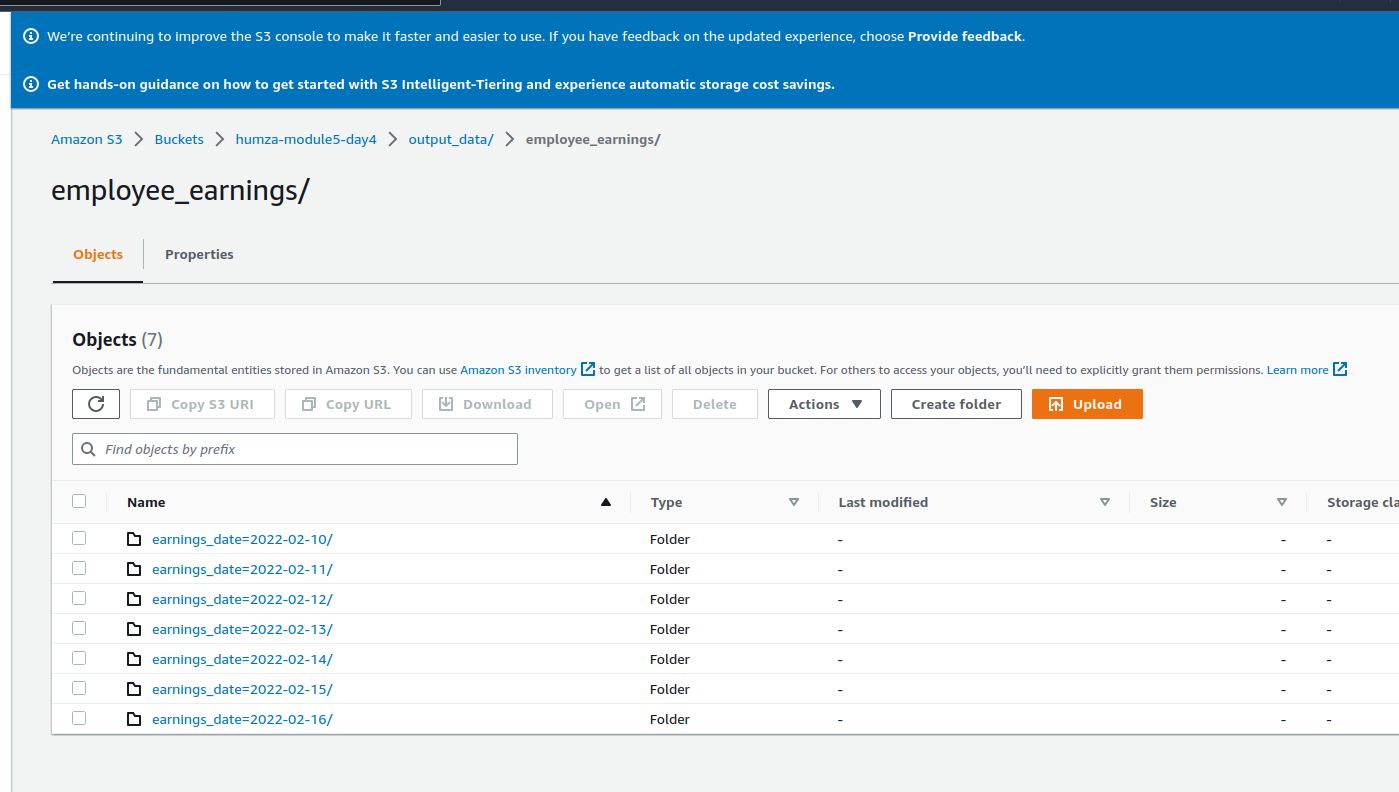 We're continuing to improve the S3 console to make it faster and easier to use. If you have feedback on the updated experience, choose Provide feedback.
Get hands-on guidance on how to get started with S3 Intelligent-Tiering and experience automatic storage cost savings.
Amazon S3 > Buckets > humza-module5-day4 > output_data/ > employee_earnings/
employee_earnings/
Objects Properties
Objects (7)
Objects are the fundamental entities stored in Amazon S3. You can use Amazon S3 inventory to get a list of all objects in your bucket. For others to access your objects, you'll need to explicitly grant them permissions. Learn more
Copy S3 URI Copy URL Download Open Delete Actions Create folder Upload
Find objects by prefix
Name Type Last modified Size Storage cla
earnings_date=2022-02-10/ Folder - - -
earnings_date=2022-02-11/ Folder - - -
earnings_date=2022-02-12/ Folder - - -
earnings_date=2022-02-13/ Folder - - -
earnings_date=2022-02-14/ Folder - - -
earnings_date=2022-02-15/ Folder - - -
earnings_date=2022-02-16/ Folder - - -